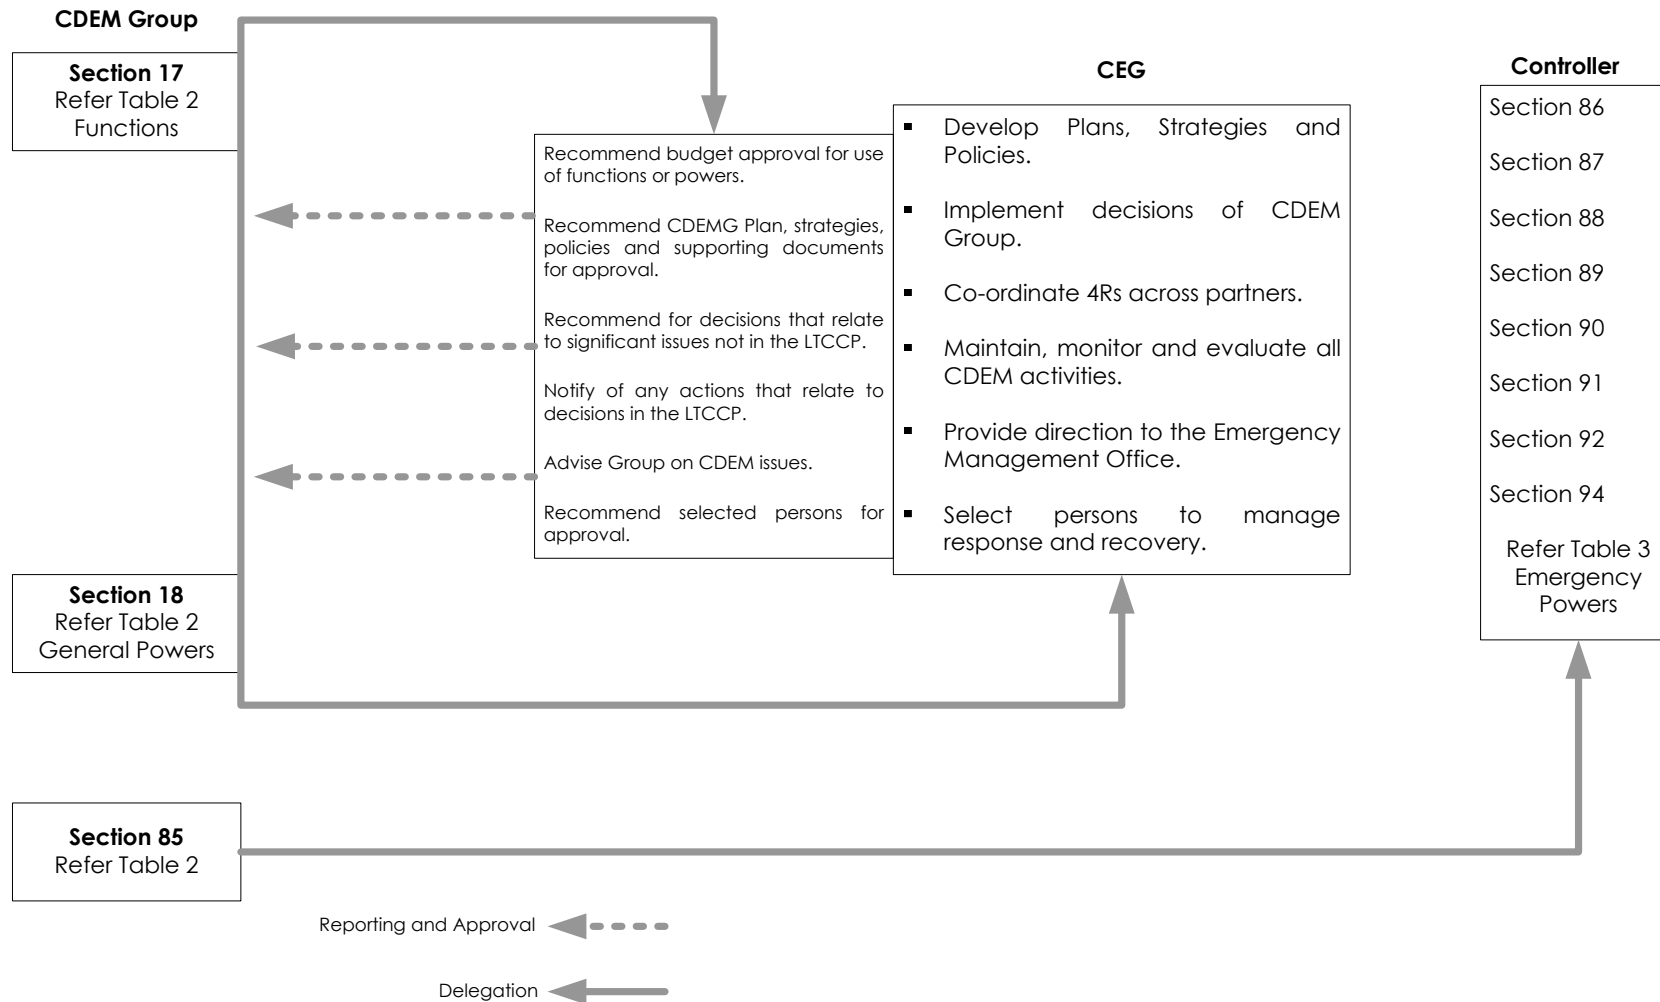 CDEM Group
Section 17
Refer Table 2
Functions
Section 18
Refer Table 2
General Powers
Section 85
Refer Table 2
Recommend budget approval for use
of functions or powers.
Recommend CDEMG Plan, strategies,
policies and supporting documents
for approval.
Recommend for decisions that relate
to significant issues not in the LTCCP.
Notify of any actions that relate to
decisions in the LTCCP.
Advise Group on CDEM issues.
Recommend selected persons for
approval.
CEG
▪ Develop Plans, Strategies and
Policies.
▪ Implement decisions of CDEM
Group.
▪ Co-ordinate 4Rs across partners.
▪ Maintain, monitor and evaluate all
CDEM activities.
▪ Provide direction to the Emergency
Management Office.
▪ Select persons to manage
response and recovery.
Controller
Section 86
Section 87
Section 88
Section 89
Section 90
Section 91
Section 92
Section 94
Refer Table 3
Emergency
Powers
Reporting and Approval
Delegation